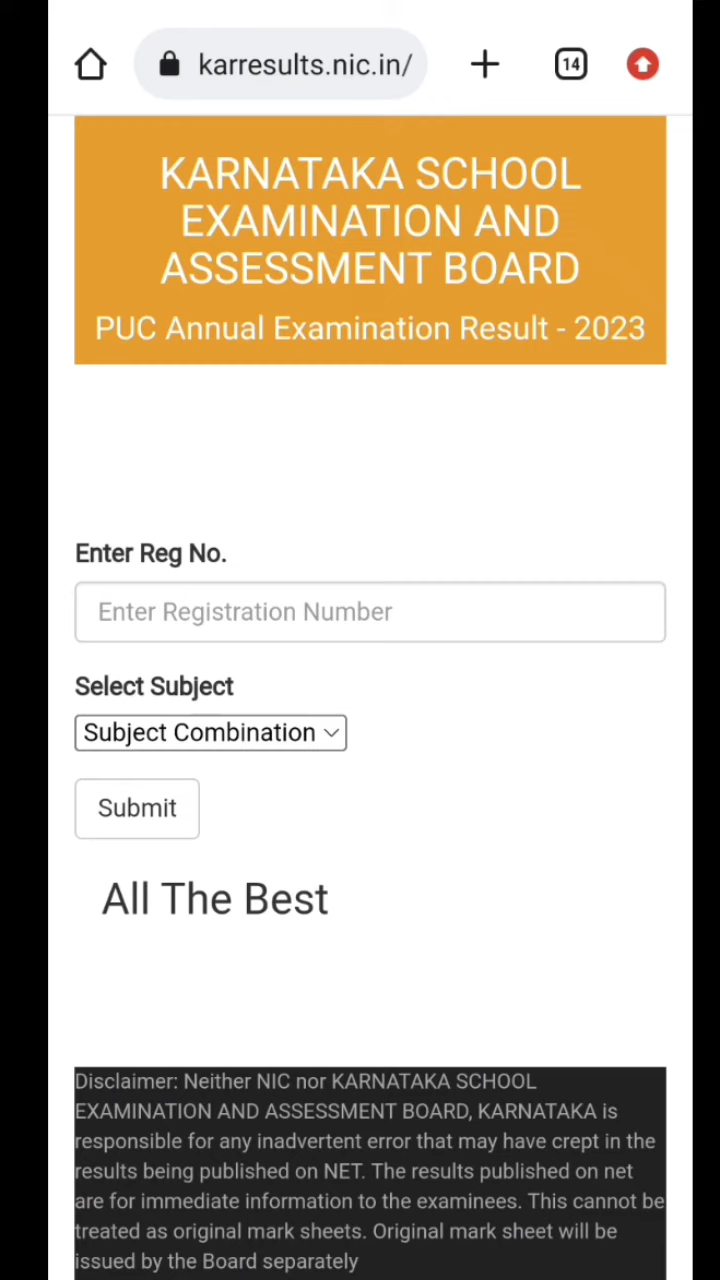 karresults.nic.in/
14
KARNATAKA SCHOOL
EXAMINATION AND
ASSESSMENT BOARD
PUC Annual Examination Result - 2023
Enter Reg No.
Enter Registration Number
Select Subject
Subject Combination
Submit
All The Best
Disclaimer: Neither NIC nor KARNATAKA SCHOOL
EXAMINATION AND ASSESSMENT BOARD, KARNATAKA is
responsible for any inadvertent error that may have crept in the
results being published on NET. The results published on net
are for immediate information to the examinees. This cannot be
treated as original mark sheets. Original mark sheet will be
issued by the Board separately